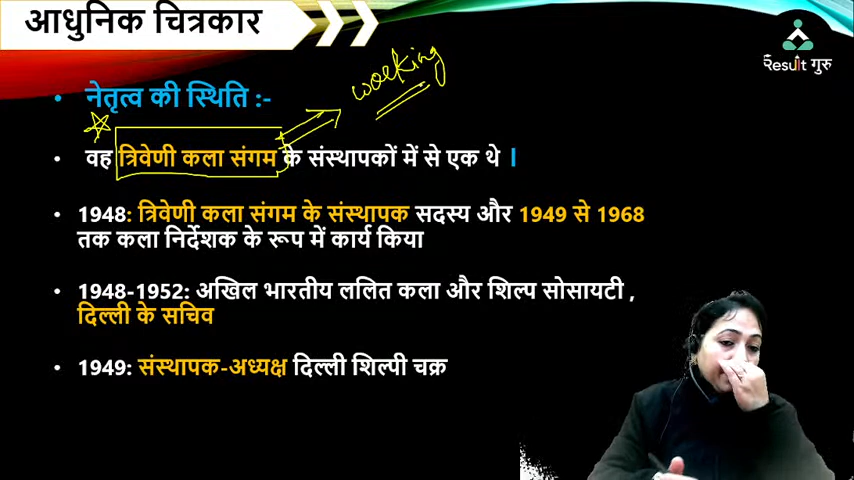 आधुनिक चित्रकार
Result गुरु
working
• नेतृत्व की स्थिति :-
• वह त्रिवेणी कला संगम के संस्थापकों में से एक थे ।
• 1948: त्रिवेणी कला संगम के संस्थापक सदस्य और 1949 से 1968
तक कला निर्देशक के रूप में कार्य किया
• 1948-1952: अखिल भारतीय ललित कला और शिल्प सोसायटी ,
दिल्ली के सचिव
• 1949: संस्थापक-अध्यक्ष दिल्ली शिल्पी चक्र